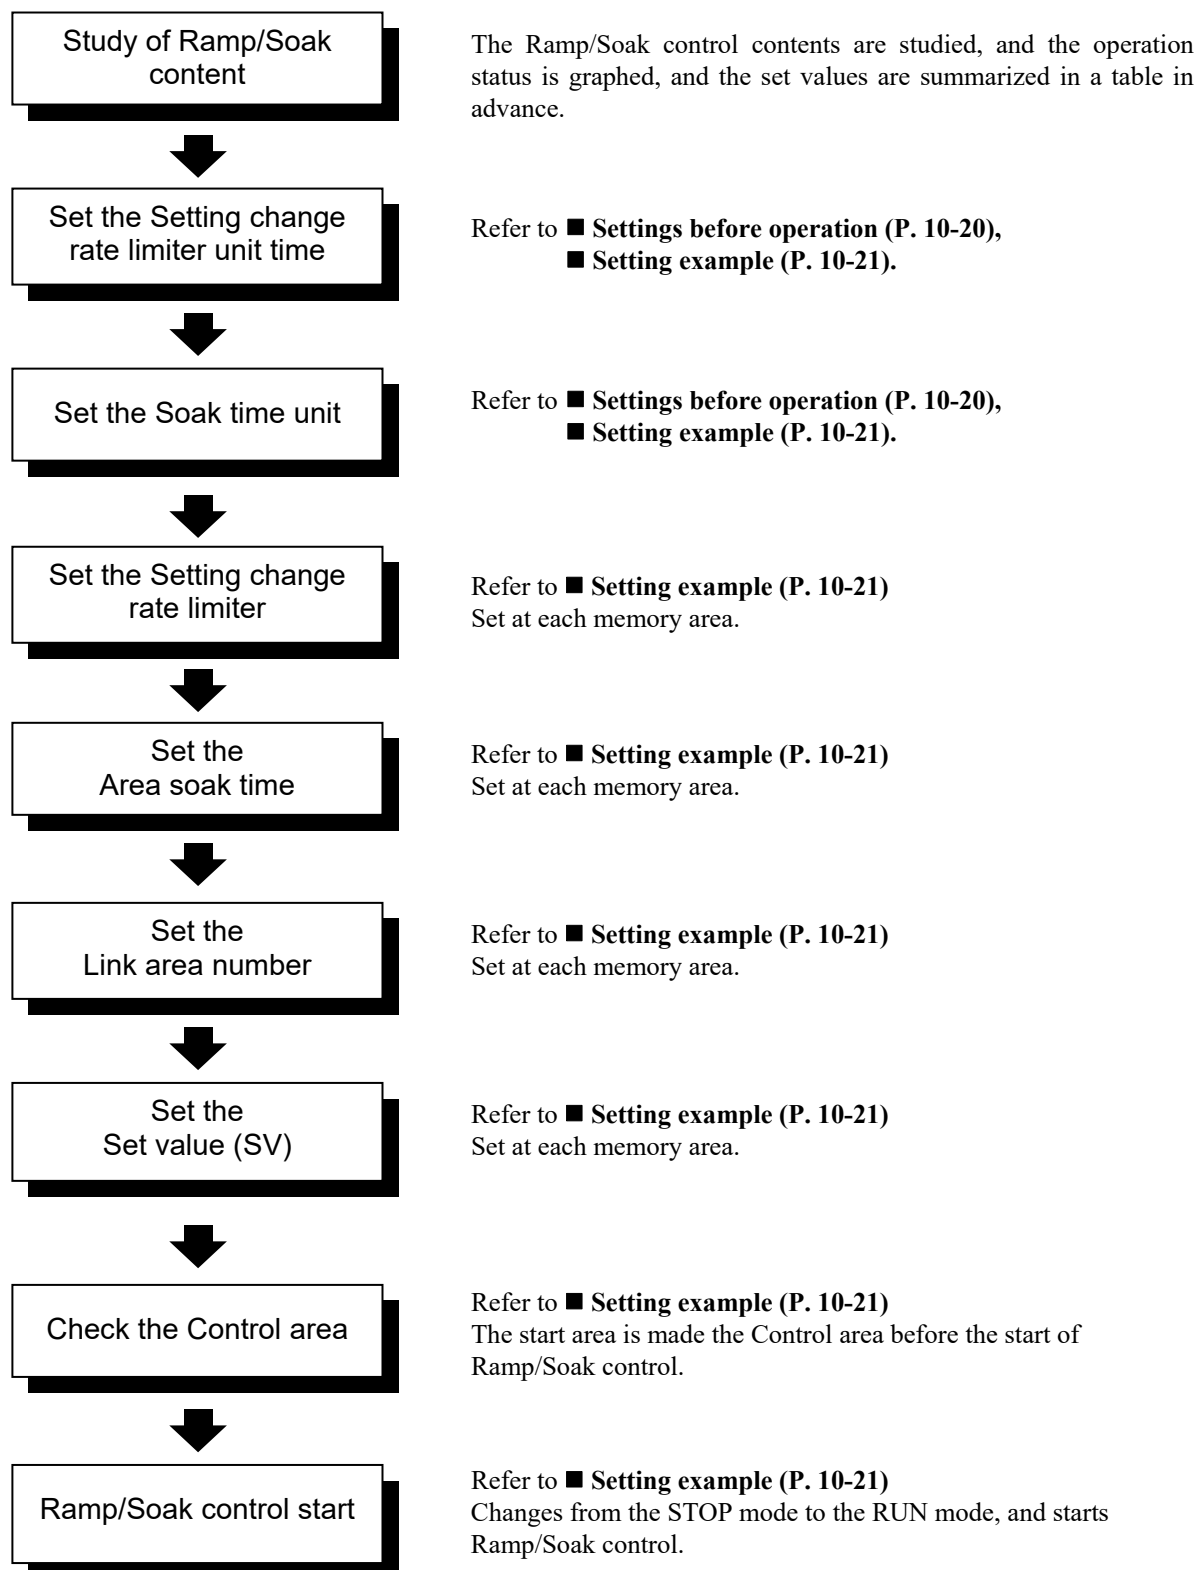 Study of Ramp/Soak
content
The Ramp/Soak control contents are studied, and the operation
status is graphed, and the set values are summarized in a table in
advance.
Set the Setting change
rate limiter unit time
Refer to ■ Settings before operation (P. 10-20),
■ Setting example (P. 10-21).
Set the Soak time unit
Refer to ■ Settings before operation (P. 10-20),
■ Setting example (P. 10-21).
Set the Setting change
rate limiter
Refer to ■ Setting example (P. 10-21)
Set at each memory area.
Set the
Area soak time
Refer to ■ Setting example (P. 10-21)
Set at each memory area.
Set the
Link area number
Refer to ■ Setting example (P. 10-21)
Set at each memory area.
Set the
Set value (SV)
Refer to ■ Setting example (P. 10-21)
Set at each memory area.
Check the Control area
Refer to ■ Setting example (P. 10-21)
The start area is made the Control area before the start of
Ramp/Soak control.
Ramp/Soak control start
Refer to ■ Setting example (P. 10-21)
Changes from the STOP mode to the RUN mode, and starts
Ramp/Soak control.